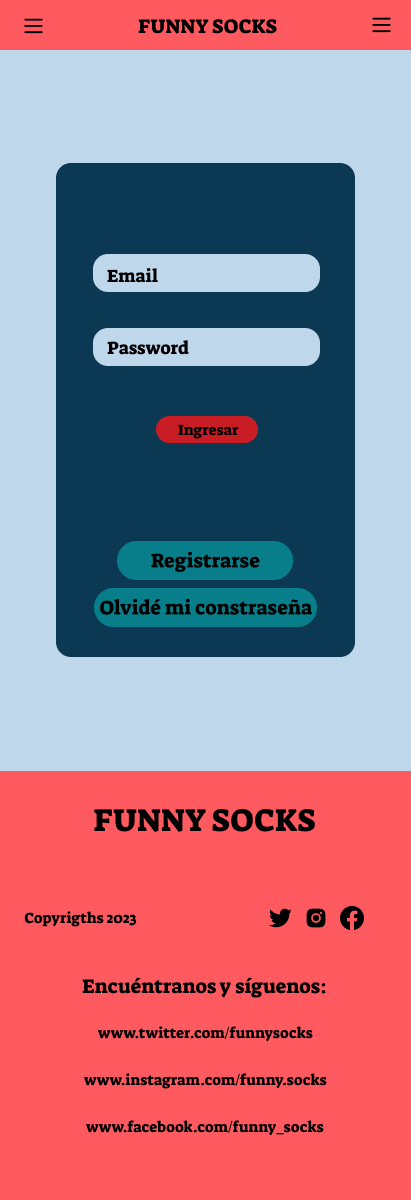 FUNNY SOCKS
Email
Password
Ingresar
Registrarse
Olvidé mi constraseña
FUNNY SOCKS
Copyrigths 2023
Encuéntranos y síguenos:
www.twitter.com/funnysocks
www.instagram.com/funny.socks
www.facebook.com/funny_socks